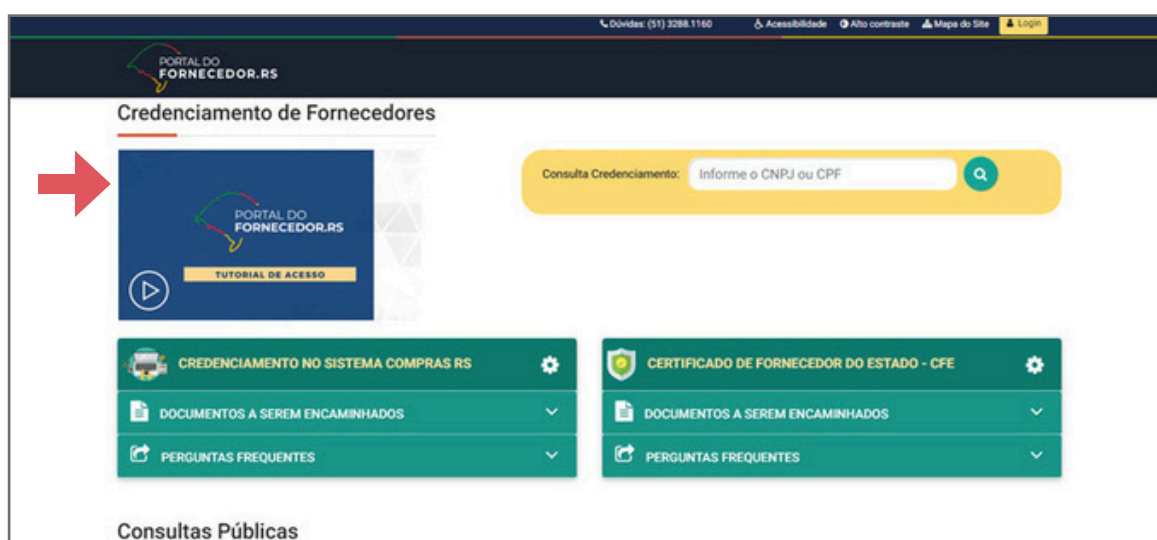 Dúvidas: (51) 3288.1160 Acessibilidade Alto contraste Mapa do Site Login
PORTAL DO
FORNECEDOR.RS
Credenciamento de Fornecedores
Consulta Credenciamento: Informe o CNPJ ou CPF
PORTAL DO
FORNECEDOR.RS
TUTORIAL DE ACESSO
CREDENCIAMENTO NO SISTEMA COMPRAS RS
DOCUMENTOS A SEREM ENCAMINHADOS
PERGUNTAS FREQUENTES
CERTIFICADO DE FORNECEDOR DO ESTADO - CFE
DOCUMENTOS A SEREM ENCAMINHADOS
PERGUNTAS FREQUENTES
Consultas Públicas